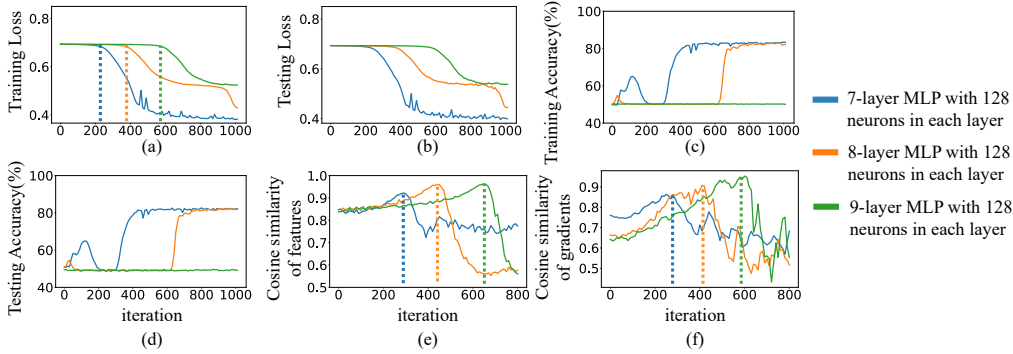 Training Loss
0.8
0.6
0.4
0 200 400 600 800 1000
(a)
Testing Loss
0.8
0.6
0.4
0 200 400 600 800 1000
(b)
Training Accuracy(%)
100
80
60
40
0 200 400 600 800 1000
(c)
7-layer MLP with 128
neurons in each layer
8-layer MLP with 128
neurons in each layer
9-layer MLP with 128
neurons in each layer
Testing Accuracy(%)
100
80
60
40
0 200 400 600 800 1000
iteration
(d)
Cosine similarity
of features
1.0
0.9
0.8
0.7
0.6
0.5
0 200 400 600 800
iteration
(e)
Cosine similarity
of gradients
0.9
0.8
0.7
0.6
0.5
0 200 400 600 800
iteration
(f)